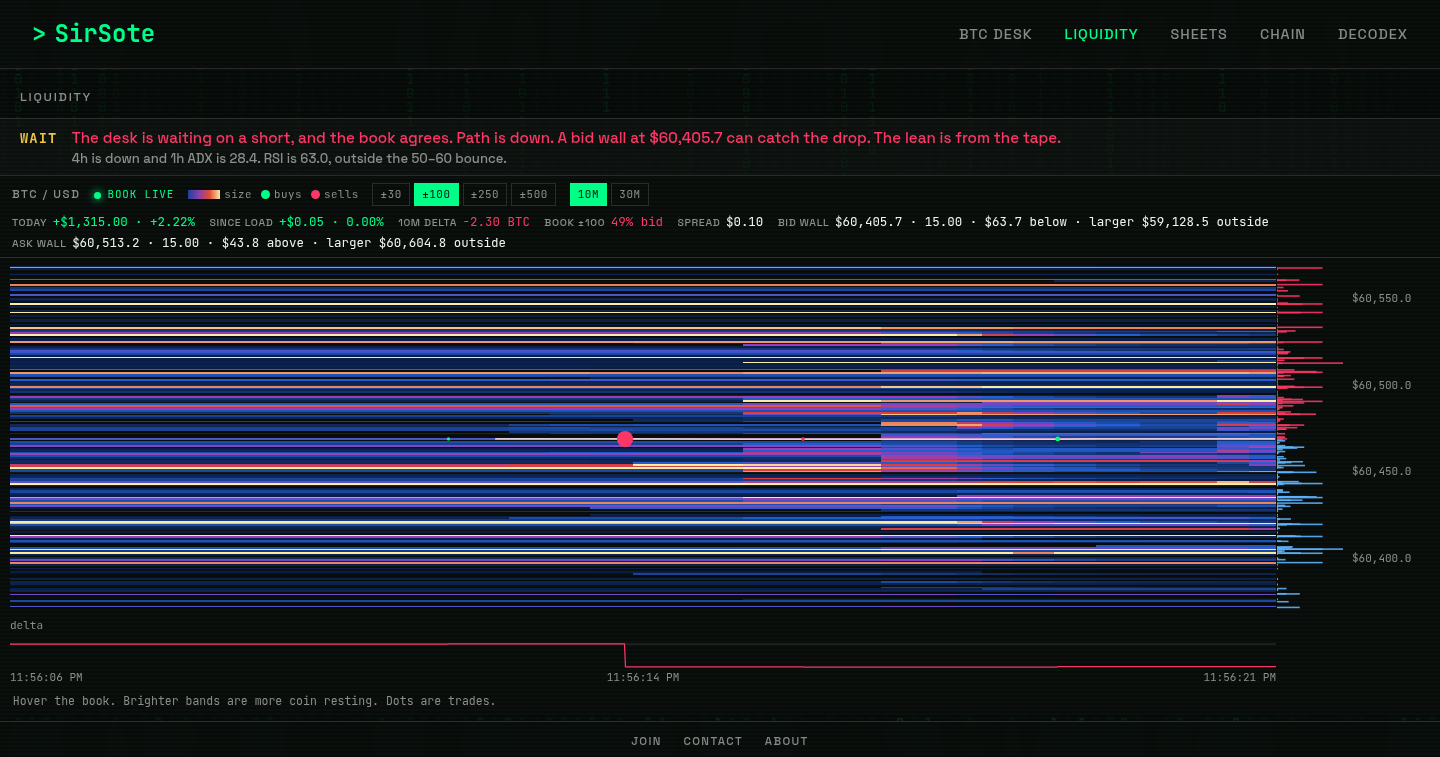 > SirSote
BTC DESK LIQUIDITY SHEETS CHAIN DECODEX
LIQUIDITY
WAIT The desk is waiting on a short, and the book agrees. Path is down. A bid wall at $60,405.7 can catch the drop. The lean is from the tape.
4h is down and 1h ADX is 28.4. RSI is 63.0, outside the 50–60 bounce.
BTC / USD BOOK LIVE size buys sells ±30 ±100 ±250 ±500 10M 30M
TODAY +$1,315.00 · +2.22% SINCE LOAD +$0.05 · 0.00% 10M DELTA -2.30 BTC BOOK ±100 49% bid SPREAD $0.10 BID WALL $60,405.7 · 15.00 · $63.7 below · larger $59,128.5 outside
ASK WALL $60,513.2 · 15.00 · $43.8 above · larger $60,604.8 outside
$60,550.0
$60,500.0
$60,450.0
$60,400.0
delta
11:56:06 PM 11:56:14 PM 11:56:21 PM
Hover the book. Brighter bands are more coin resting. Dots are trades.
JOIN CONTACT ABOUT